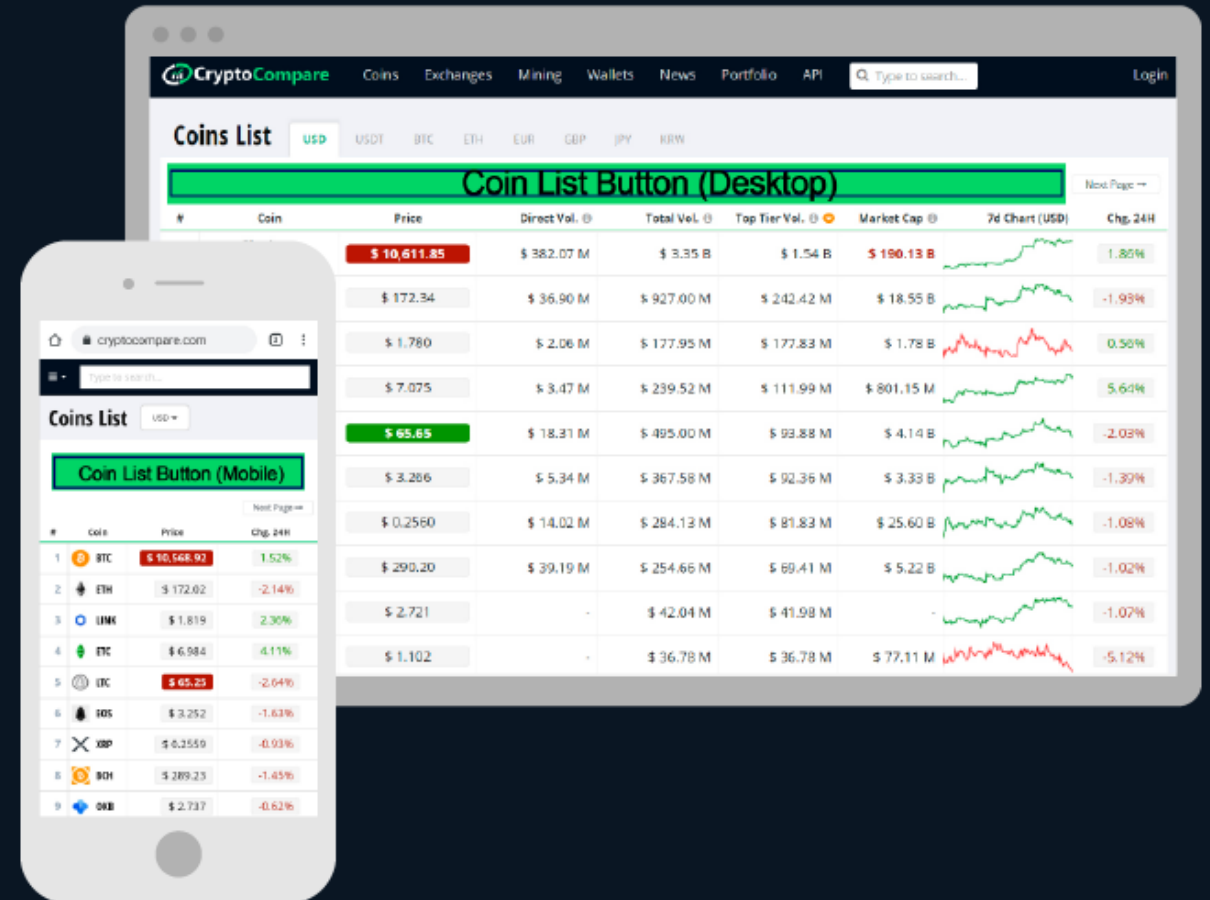 CryptoCompare Coins Exchanges Mining Wallets News Portfolio API Type to search... Login
Coins List USD USDT BTC ETH EUR GBP JPY KRW
Coin List Button (Desktop) Next Page →
# Coin Price Direct Vol. Total Vol. Top Tier Vol. Market Cap 7d Chart (USD) Chg. 24H
$ 10,611.85 $ 382.07 M $ 3.35 B $ 1.54 B $ 190.13 B 1.86%
$ 172.34 $ 36.90 M $ 927.00 M $ 242.42 M $ 18.55 B -1.93%
$ 1.780 $ 2.06 M $ 177.95 M $ 177.83 M $ 1.78 B 0.56%
$ 7.075 $ 3.47 M $ 239.52 M $ 111.99 M $ 801.15 M 5.64%
$ 65.65 $ 18.31 M $ 495.00 M $ 93.88 M $ 4.14 B -2.03%
$ 3.266 $ 5.34 M $ 367.58 M $ 92.36 M $ 3.33 B -1.39%
$ 0.2560 $ 14.02 M $ 284.13 M $ 81.83 M $ 25.60 B -1.08%
$ 290.20 $ 39.19 M $ 254.66 M $ 69.41 M $ 5.22 B -1.02%
$ 2.721 - $ 42.04 M $ 41.98 M - -1.07%
$ 1.102 - $ 36.78 M $ 36.78 M $ 77.11 M -5.12%
cryptocompare.com
Type to search...
Coins List USD
Coin List Button (Mobile)
Next Page →
# Coin Price Chg. 24H
1 BTC $ 10,568.92 1.52%
2 ETH $ 172.02 -2.14%
3 LINK $ 1.819 2.36%
4 ETC $ 6.984 4.11%
5 LTC $ 65.25 -2.64%
6 EOS $ 3.252 -1.63%
7 XRP $ 0.2559 -0.93%
8 BCH $ 289.23 -1.45%
9 OKB $ 2.737 -0.62%